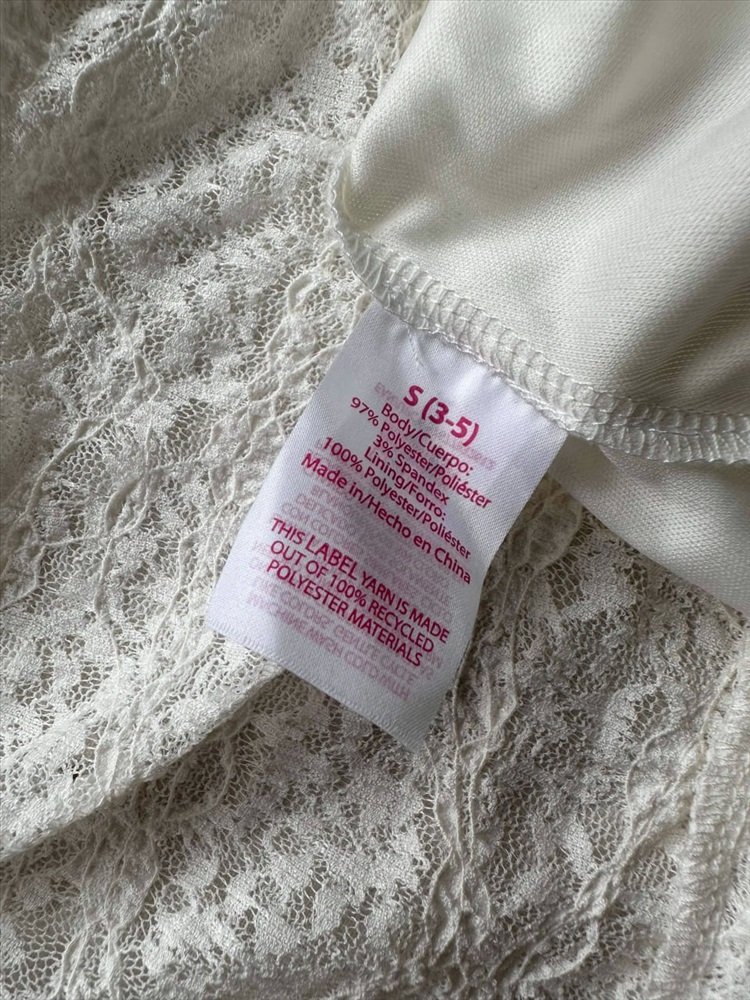 S (3-5)
Body/Cuerpo:
97% Polyester/Poliéster
3% Spandex
Lining/Forro:
100% Polyester/Poliéster
Made in/Hecho en China
THIS LABEL YARN IS MADE
OUT OF 100% RECYCLED
POLYESTER MATERIALS